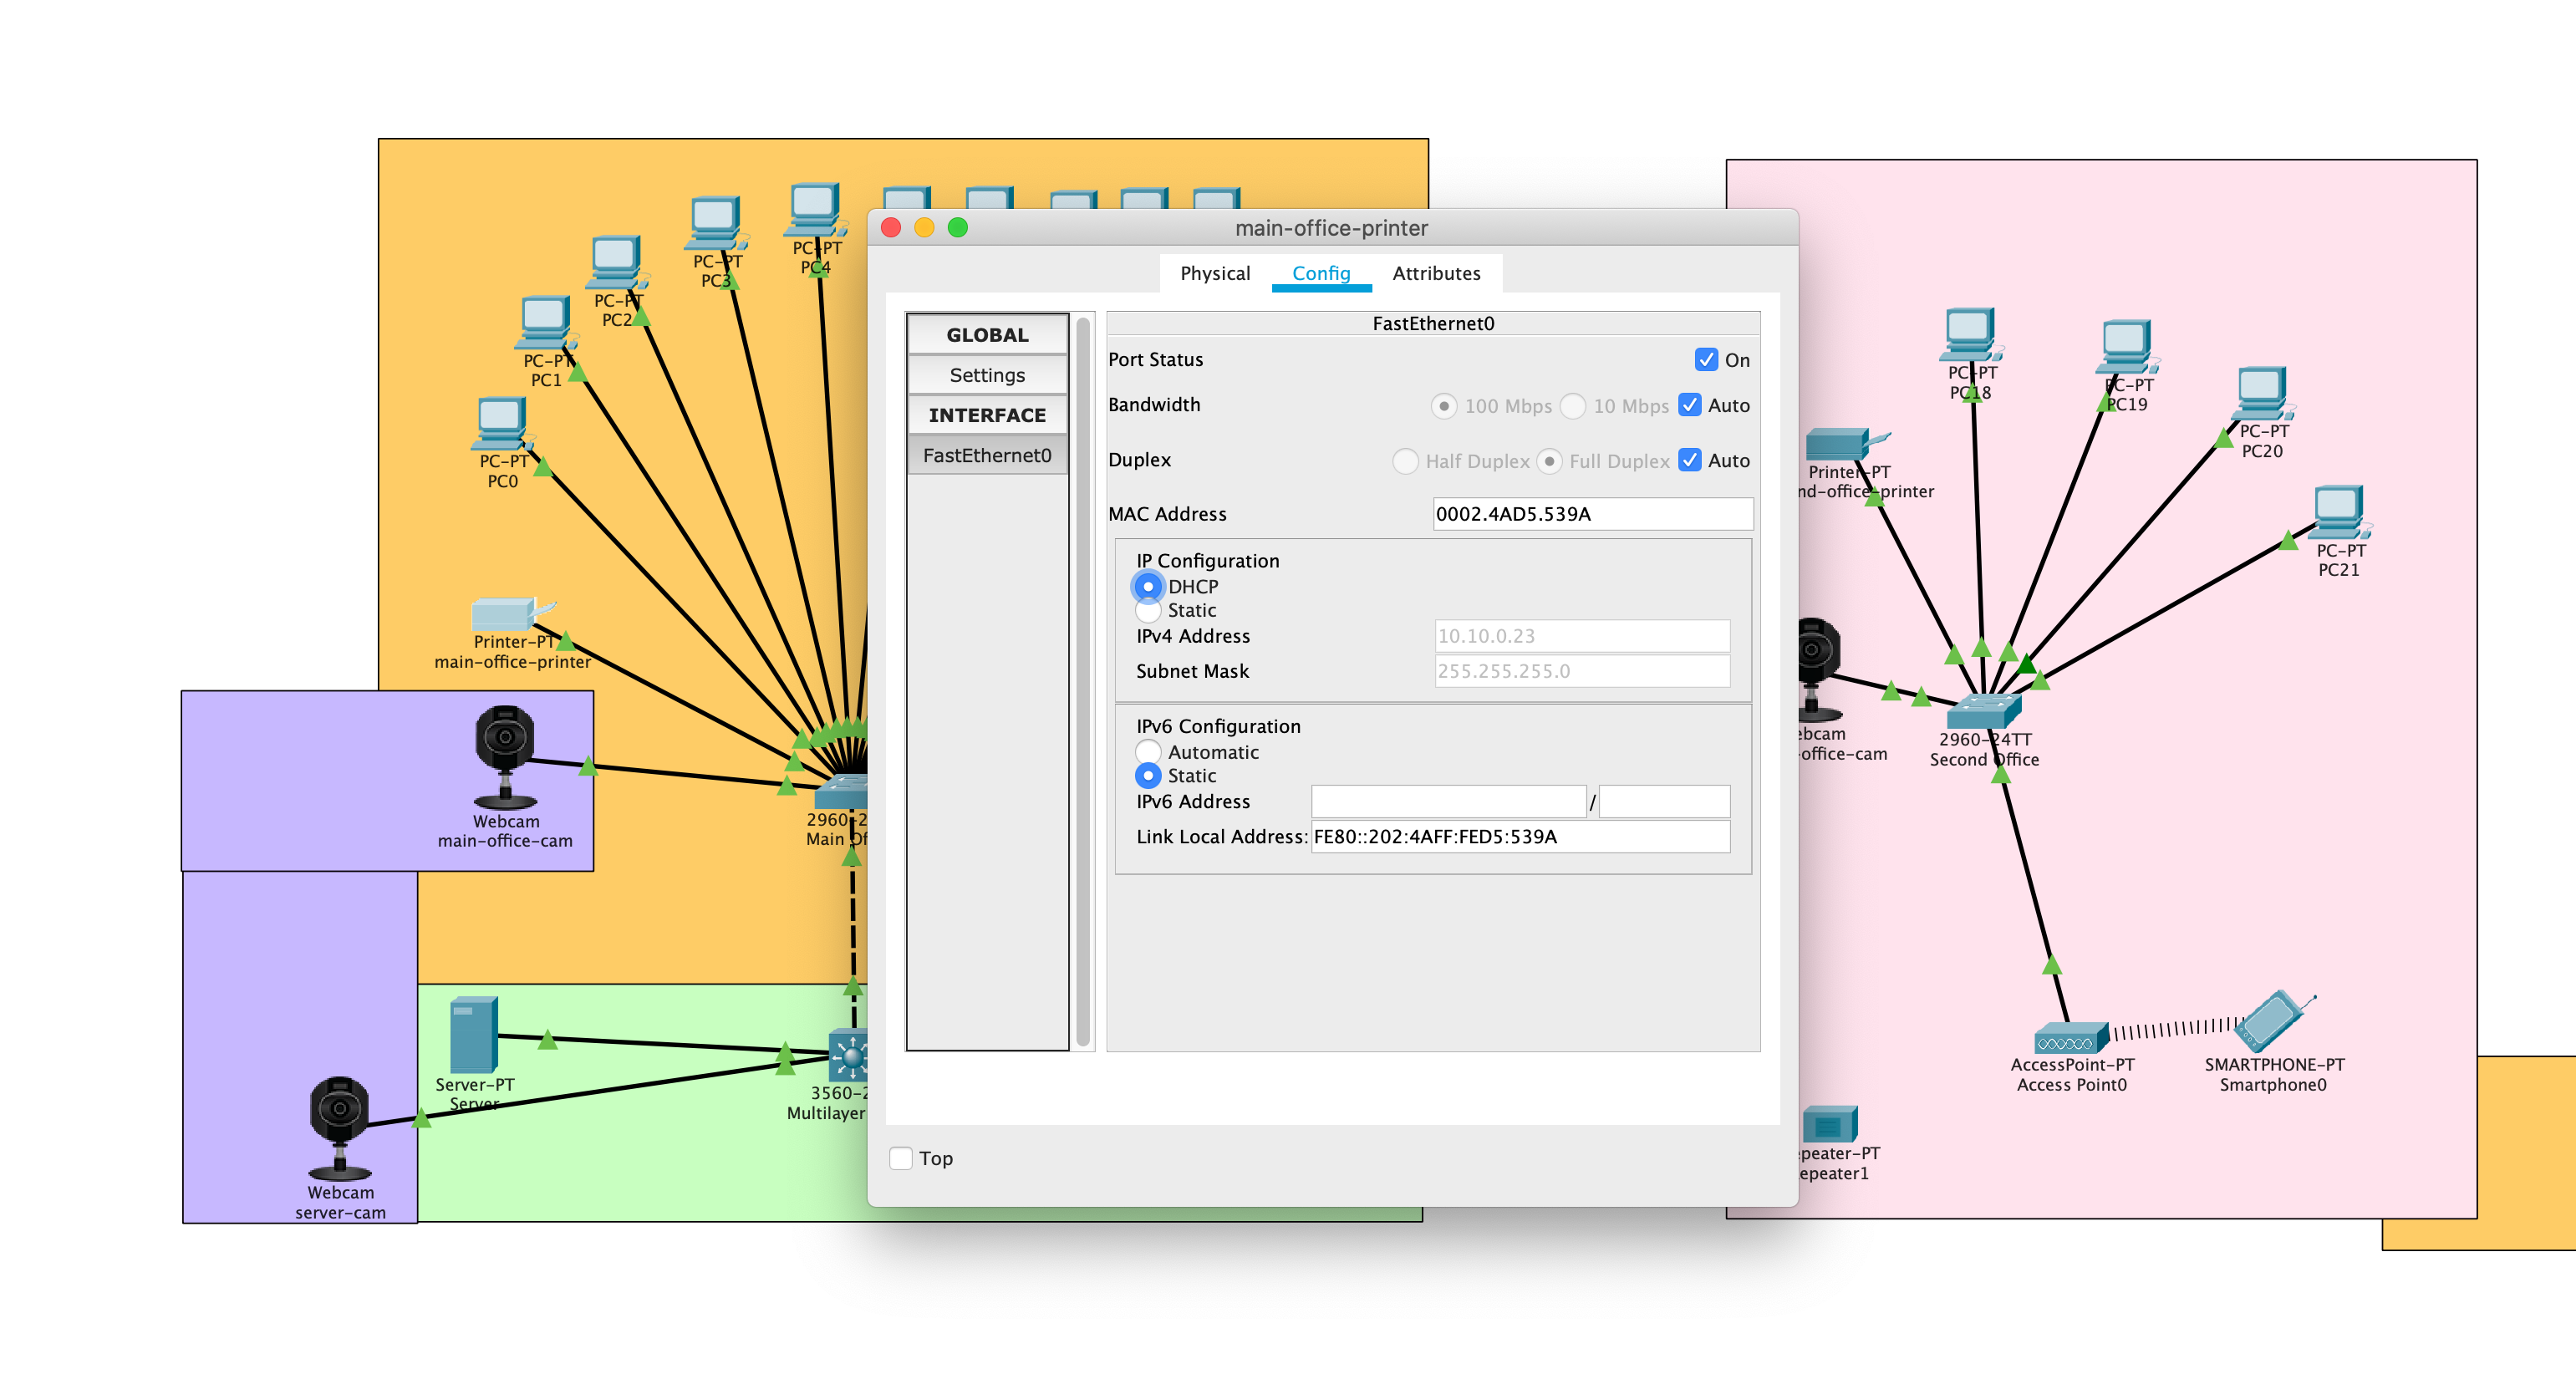 main-office-printer
Physical Config Attributes
GLOBAL
Settings
INTERFACE
FastEthernet0
FastEthernet0
Port Status On
Bandwidth 100 Mbps 10 Mbps Auto
Duplex Half Duplex Full Duplex Auto
MAC Address 0002.4AD5.539A
IP Configuration
DHCP
Static
IPv4 Address 10.10.0.23
Subnet Mask 255.255.255.0
IPv6 Configuration
Automatic
Static
IPv6 Address /
Link Local Address: FE80::202:4AFF:FED5:539A
Top
PC-PT
PC4
PC-PT
PC3
PC-PT
PC2
PC-PT
PC1
PC-PT
PC0
Printer-PT
main-office-printer
Webcam
main-office-cam
2960-2
Main Of
Server-PT
Server
3560-2
Multilayer
Webcam
server-cam
PC-PT
PC18
PC-PT
PC19
PC-PT
PC20
PC-PT
PC21
Printer-PT
nd-office-printer
ebcam
-office-cam
2960-24TT
Second Office
AccessPoint-PT
Access Point0
SMARTPHONE-PT
Smartphone0
epeater-PT
epeater1